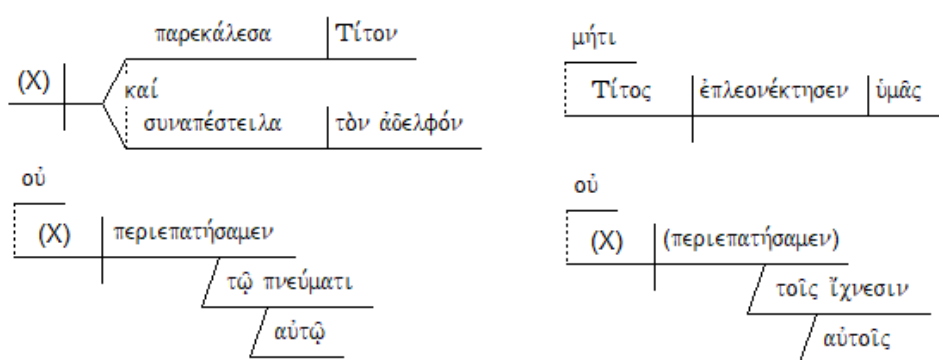 παρεκάλεσα Τίτον
(X)
καί
συναπέστειλα τὸν ἀδελφόν
μήτι
Τίτος ἐπλεονέκτησεν ὑμᾶς
οὐ
(X) περιεπατήσαμεν
τῷ πνεύματι
αὐτῷ
οὐ
(X) (περιεπατήσαμεν)
τοῖς ἴχνεσιν
αὐτοῖς